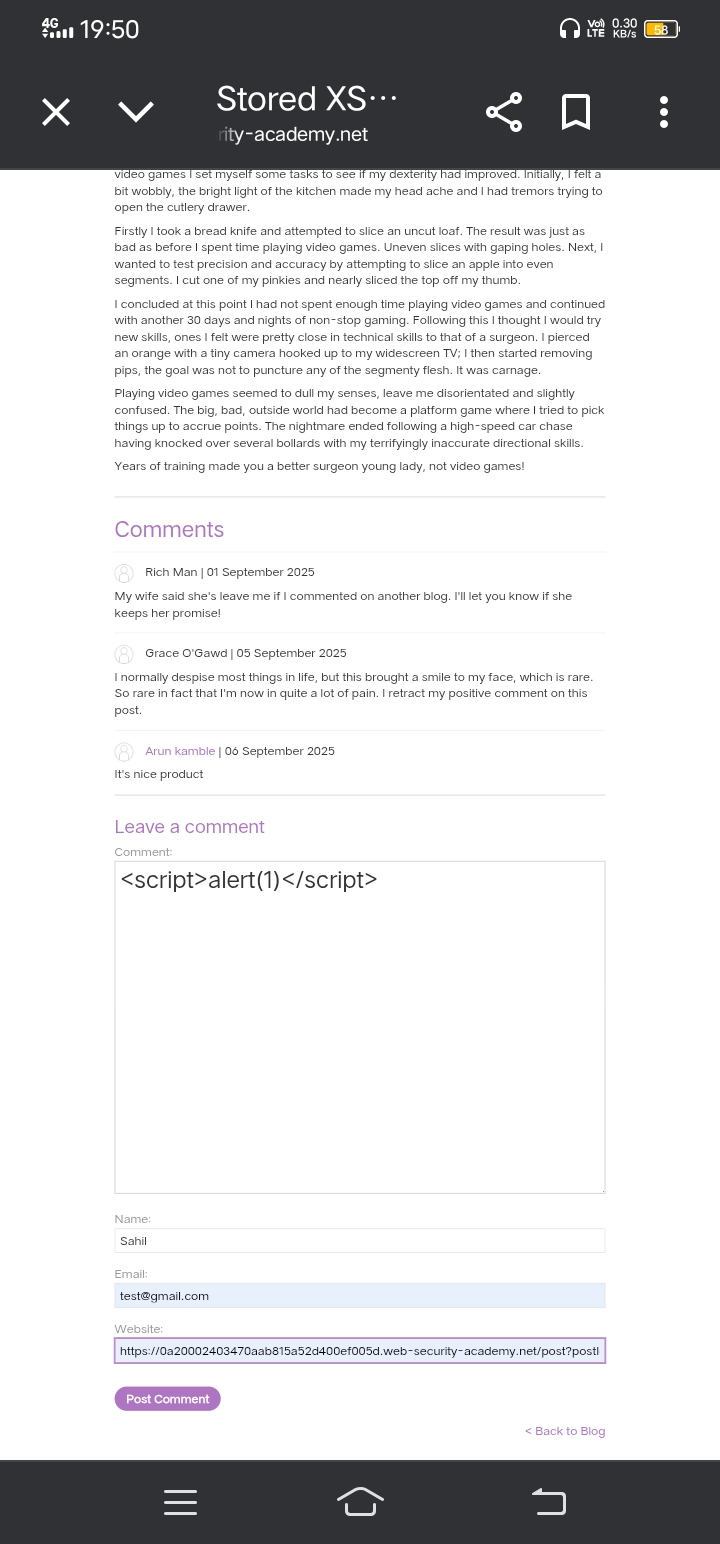 4G 19:50 Vo) LTE 0.30 KB/s 58
Stored XS···
rity-academy.net
video games I set myself some tasks to see if my dexterity had improved. Initially, I felt a
bit wobbly, the bright light of the kitchen made my head ache and I had tremors trying to
open the cutlery drawer.
Firstly I took a bread knife and attempted to slice an uncut loaf. The result was just as
bad as before I spent time playing video games. Uneven slices with gaping holes. Next, I
wanted to test precision and accuracy by attempting to slice an apple into even
segments. I cut one of my pinkies and nearly sliced the top off my thumb.
I concluded at this point I had not spent enough time playing video games and continued
with another 30 days and nights of non-stop gaming. Following this I thought I would try
new skills, ones I felt were pretty close in technical skills to that of a surgeon. I pierced
an orange with a tiny camera hooked up to my widescreen TV; I then started removing
pips, the goal was not to puncture any of the segmenty flesh. It was carnage.
Playing video games seemed to dull my senses, leave me disorientated and slightly
confused. The big, bad, outside world had become a platform game where I tried to pick
things up to accrue points. The nightmare ended following a high-speed car chase
having knocked over several bollards with my terrifyingly inaccurate directional skills.
Years of training made you a better surgeon young lady, not video games!
Comments
Rich Man | 01 September 2025
My wife said she's leave me if I commented on another blog. I'll let you know if she
keeps her promise!
Grace O'Gawd | 05 September 2025
I normally despise most things in life, but this brought a smile to my face, which is rare.
So rare in fact that I'm now in quite a lot of pain. I retract my positive comment on this
post.
Arun kamble | 06 September 2025
It's nice product
Leave a comment
Comment:
<script>alert(1)</script>
Name:
Sahil
Email:
test@gmail.com
Website:
https://0a20002403470aab815a52d400ef005d.web-security-academy.net/post?postI
Post Comment
< Back to Blog